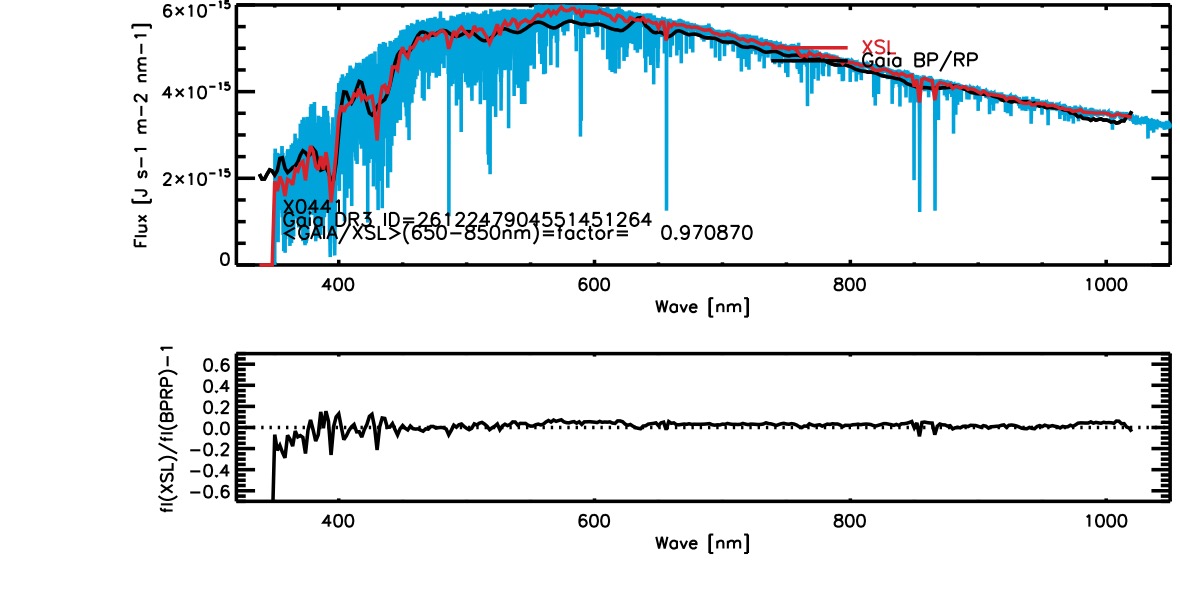 6×10−15
4×10−15
2×10−15
0
Flux [J s−1 m−2 nm−1]
XSL
Gaia BP/RP
X0441
Gaia DR3 ID=2612247904551451264
<GAIA/XSL>(650−850nm)=factor= 0.970870
400 600 800 1000
Wave [nm]
0.6
0.4
0.2
0.0
−0.2
−0.4
−0.6
fl(XSL)/fl(BPRP)−1
400 600 800 1000
Wave [nm]